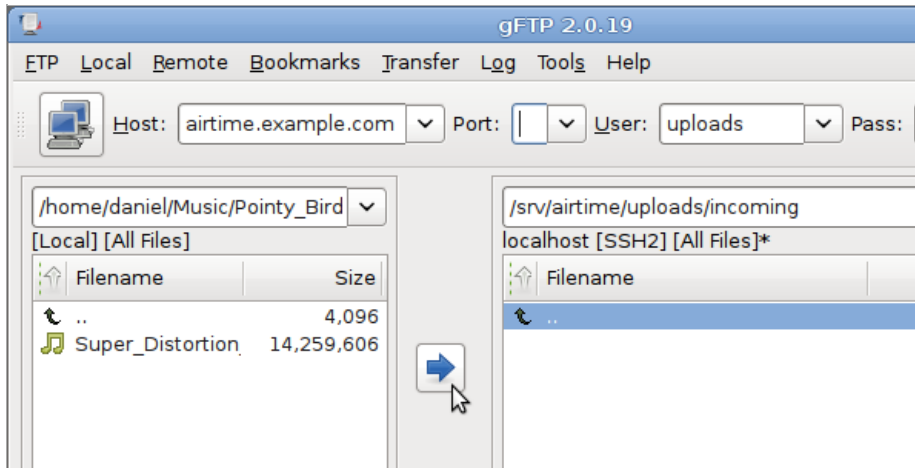 gFTP 2.0.19
FTP Local Remote Bookmarks Transfer Log Tools Help
Host: airtime.example.com Port: User: uploads Pass:
/home/daniel/Music/Pointy_Bird /srv/airtime/uploads/incoming
[Local] [All Files] localhost [SSH2] [All Files]*
Filename Size Filename
.. 4,096 ..
Super_Distortion_ 14,259,606